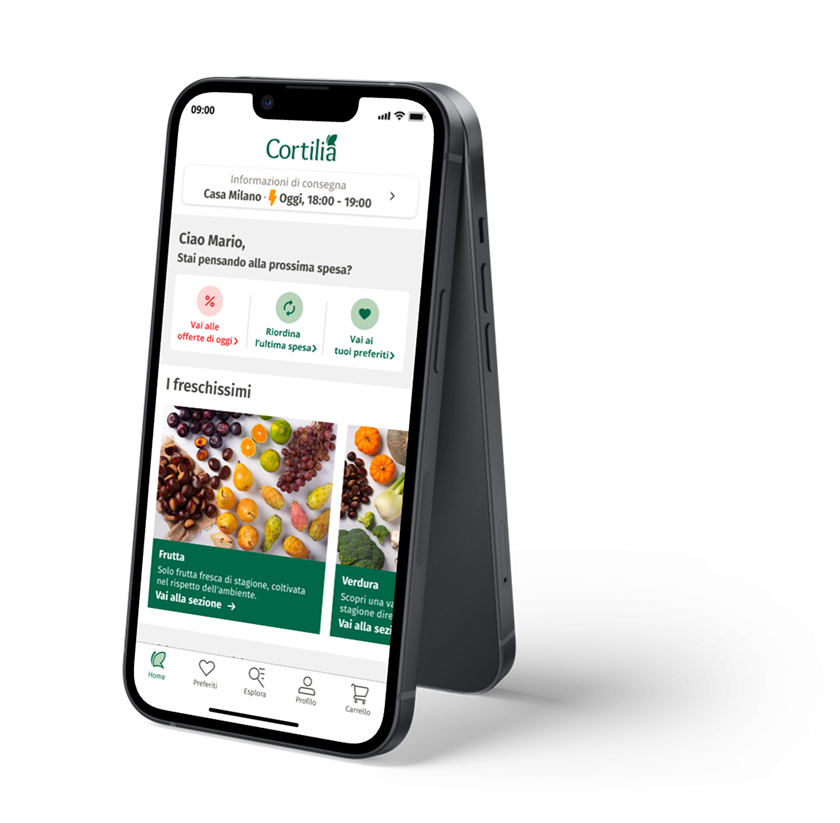 09:00
Cortilia
Informazioni di consegna
Casa Milano · Oggi, 18:00 - 19:00
Ciao Mario,
Stai pensando alla prossima spesa?
Vai alle
offerte di oggi
Riordina
l'ultima spesa
Vai ai
tuoi preferiti
I freschissimi
Frutta
Solo frutta fresca di stagione, coltivata
nel rispetto dell'ambiente.
Vai alla sezione →
Verdura
Scopri una va
stagione dire
Vai alla sezi
Home
Preferiti
Esplora
Profilo
Carrello